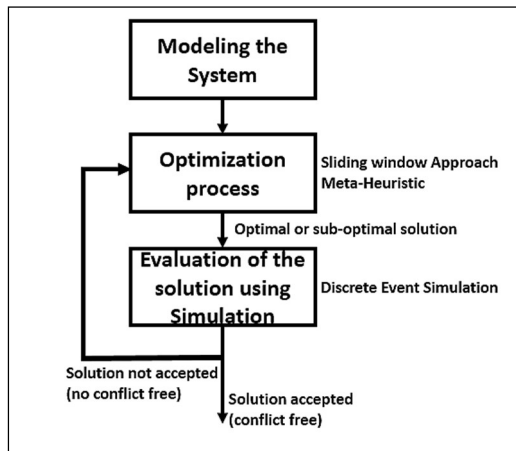 Modeling the
System
Optimization
process
Sliding window Approach
Meta-Heuristic
Optimal or sub-optimal solution
Evaluation of the
solution using
Simulation
Discrete Event Simulation
Solution not accepted
(no conflict free)
Solution accepted
(conflict free)